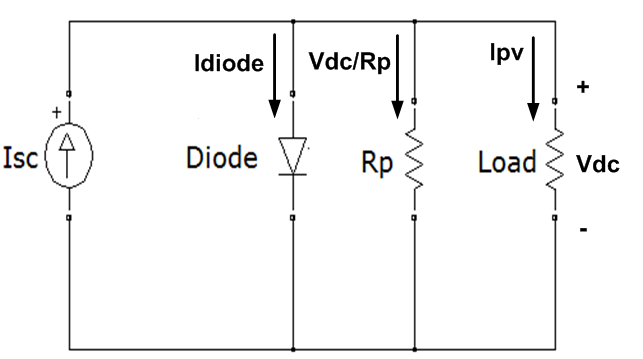 Idiode Vdc/Rp Ipv
+
+
Isc Diode Rp Load Vdc
-